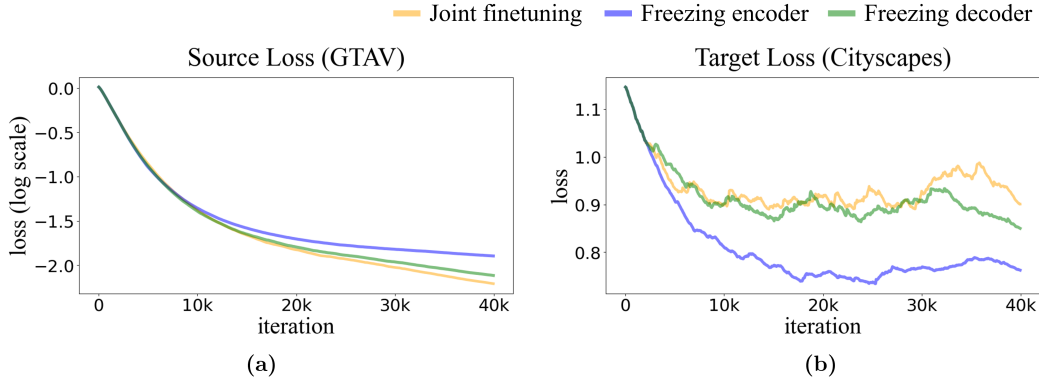 Joint finetuning Freezing encoder Freezing decoder
Source Loss (GTAV)
loss (log scale)
0.0
−0.5
−1.0
−1.5
−2.0
0 10k 20k 30k 40k
iteration
(a)
Target Loss (Cityscapes)
loss
1.1
1.0
0.9
0.8
0 10k 20k 30k 40k
iteration
(b)